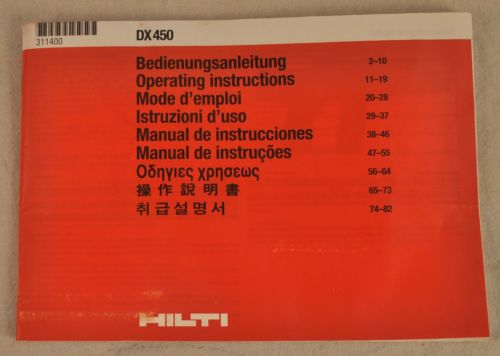 311400
DX 450
Bedienungsanleitung 2–10
Operating instructions 11–19
Mode d'emploi 20–28
Istruzioni d'uso 29–37
Manual de instrucciones 38–46
Manual de instruções 47–55
Οδηγιες χρησεως 56–64
操作說明書 65–73
취급설명서 74–82
HILTI